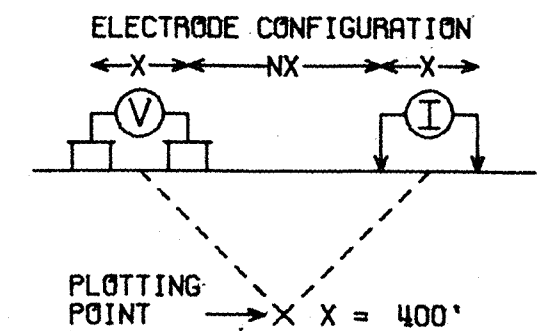 ELECTRODE CONFIGURATION
X NX X
V I
PLOTTING
POINT X X = 400'